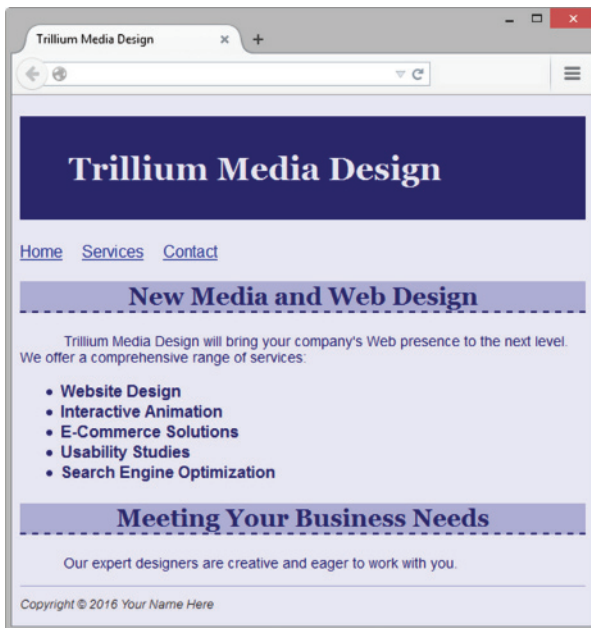 Trillium Media Design
Trillium Media Design
Home Services Contact
New Media and Web Design
Trillium Media Design will bring your company's Web presence to the next level.
We offer a comprehensive range of services:
• Website Design
• Interactive Animation
• E-Commerce Solutions
• Usability Studies
• Search Engine Optimization
Meeting Your Business Needs
Our expert designers are creative and eager to work with you.
Copyright © 2016 Your Name Here